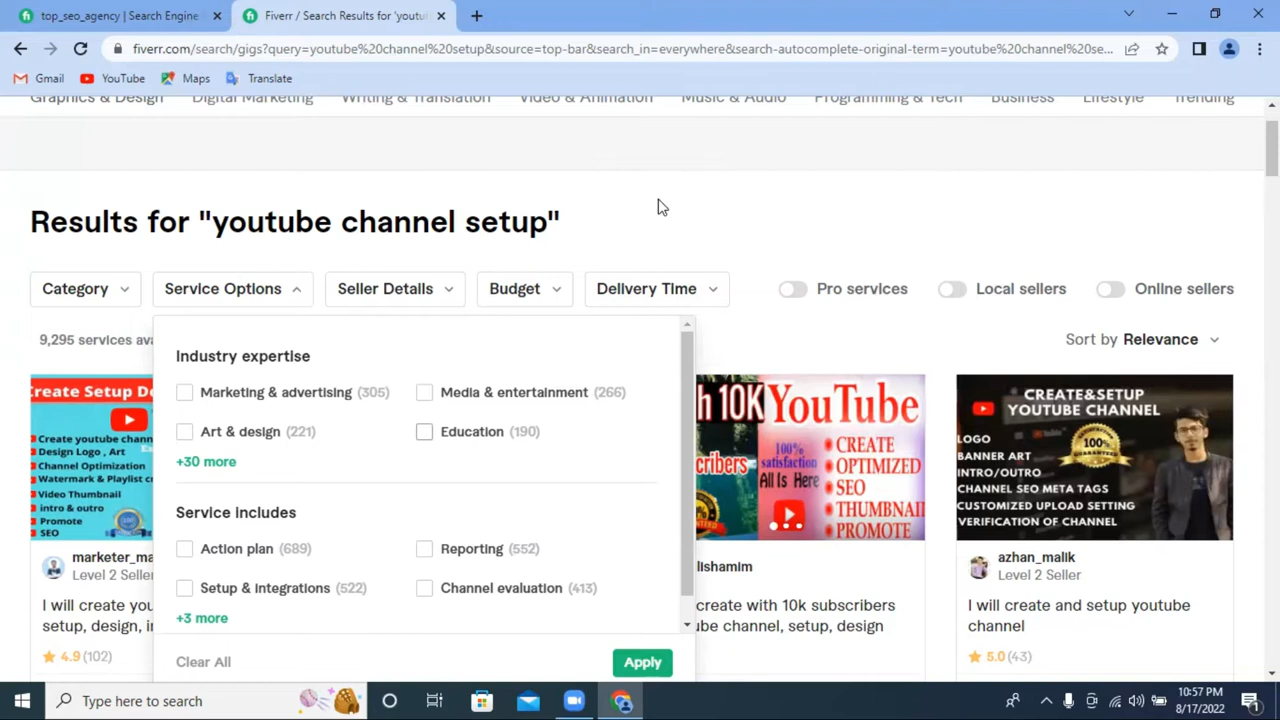 top_seo_agency | Search Engine
Fiverr / Search Results for 'youtu
fiverr.com/search/gigs?query=youtube%20channel%20setup&source=top-bar&search_in=everywhere&search-autocomplete-original-term=youtube%20channel%20se...
Gmail YouTube Maps Translate
Graphics & Design Digital Marketing Writing & Translation Video & Animation Music & Audio Programming & Tech Business Lifestyle Trending
Results for "youtube channel setup"
Category Service Options Seller Details Budget Delivery Time Pro services Local sellers Online sellers
9,295 services ava
Sort by Relevance
Industry expertise
Marketing & advertising (305) Media & entertainment (266)
Art & design (221) Education (190)
+30 more
Service includes
Action plan (689) Reporting (552)
Setup & integrations (522) Channel evaluation (413)
+3 more
Clear All Apply
Create Setup De
Create youtube chann
Design Logo , Art
Channel Optimization
Watermark & Playlist c
Video Thumbnail
intro & outro
Promote
SEO
marketer_ma
Level 2 Seller
I will create you
setup, design, in
4.9 (102)
h 10K YouTube
cribers
100%
satisfaction
All Is Here
CREATE
OPTIMIZED
SEO
THUMBNAIL
PROMOTE
lishamim
create with 10k subscribers
ube channel, setup, design
CREATE&SETUP
YOUTUBE CHANNEL
100%
LOGO
BANNER ART
INTRO/OUTRO
CHANNEL SEO META TAGS
CUSTOMIZED UPLOAD SETTING
VERIFICATION OF CHANNEL
azhan_malik
Level 2 Seller
I will create and setup youtube
channel
5.0 (43)
Type here to search
10:57 PM
8/17/2022
1